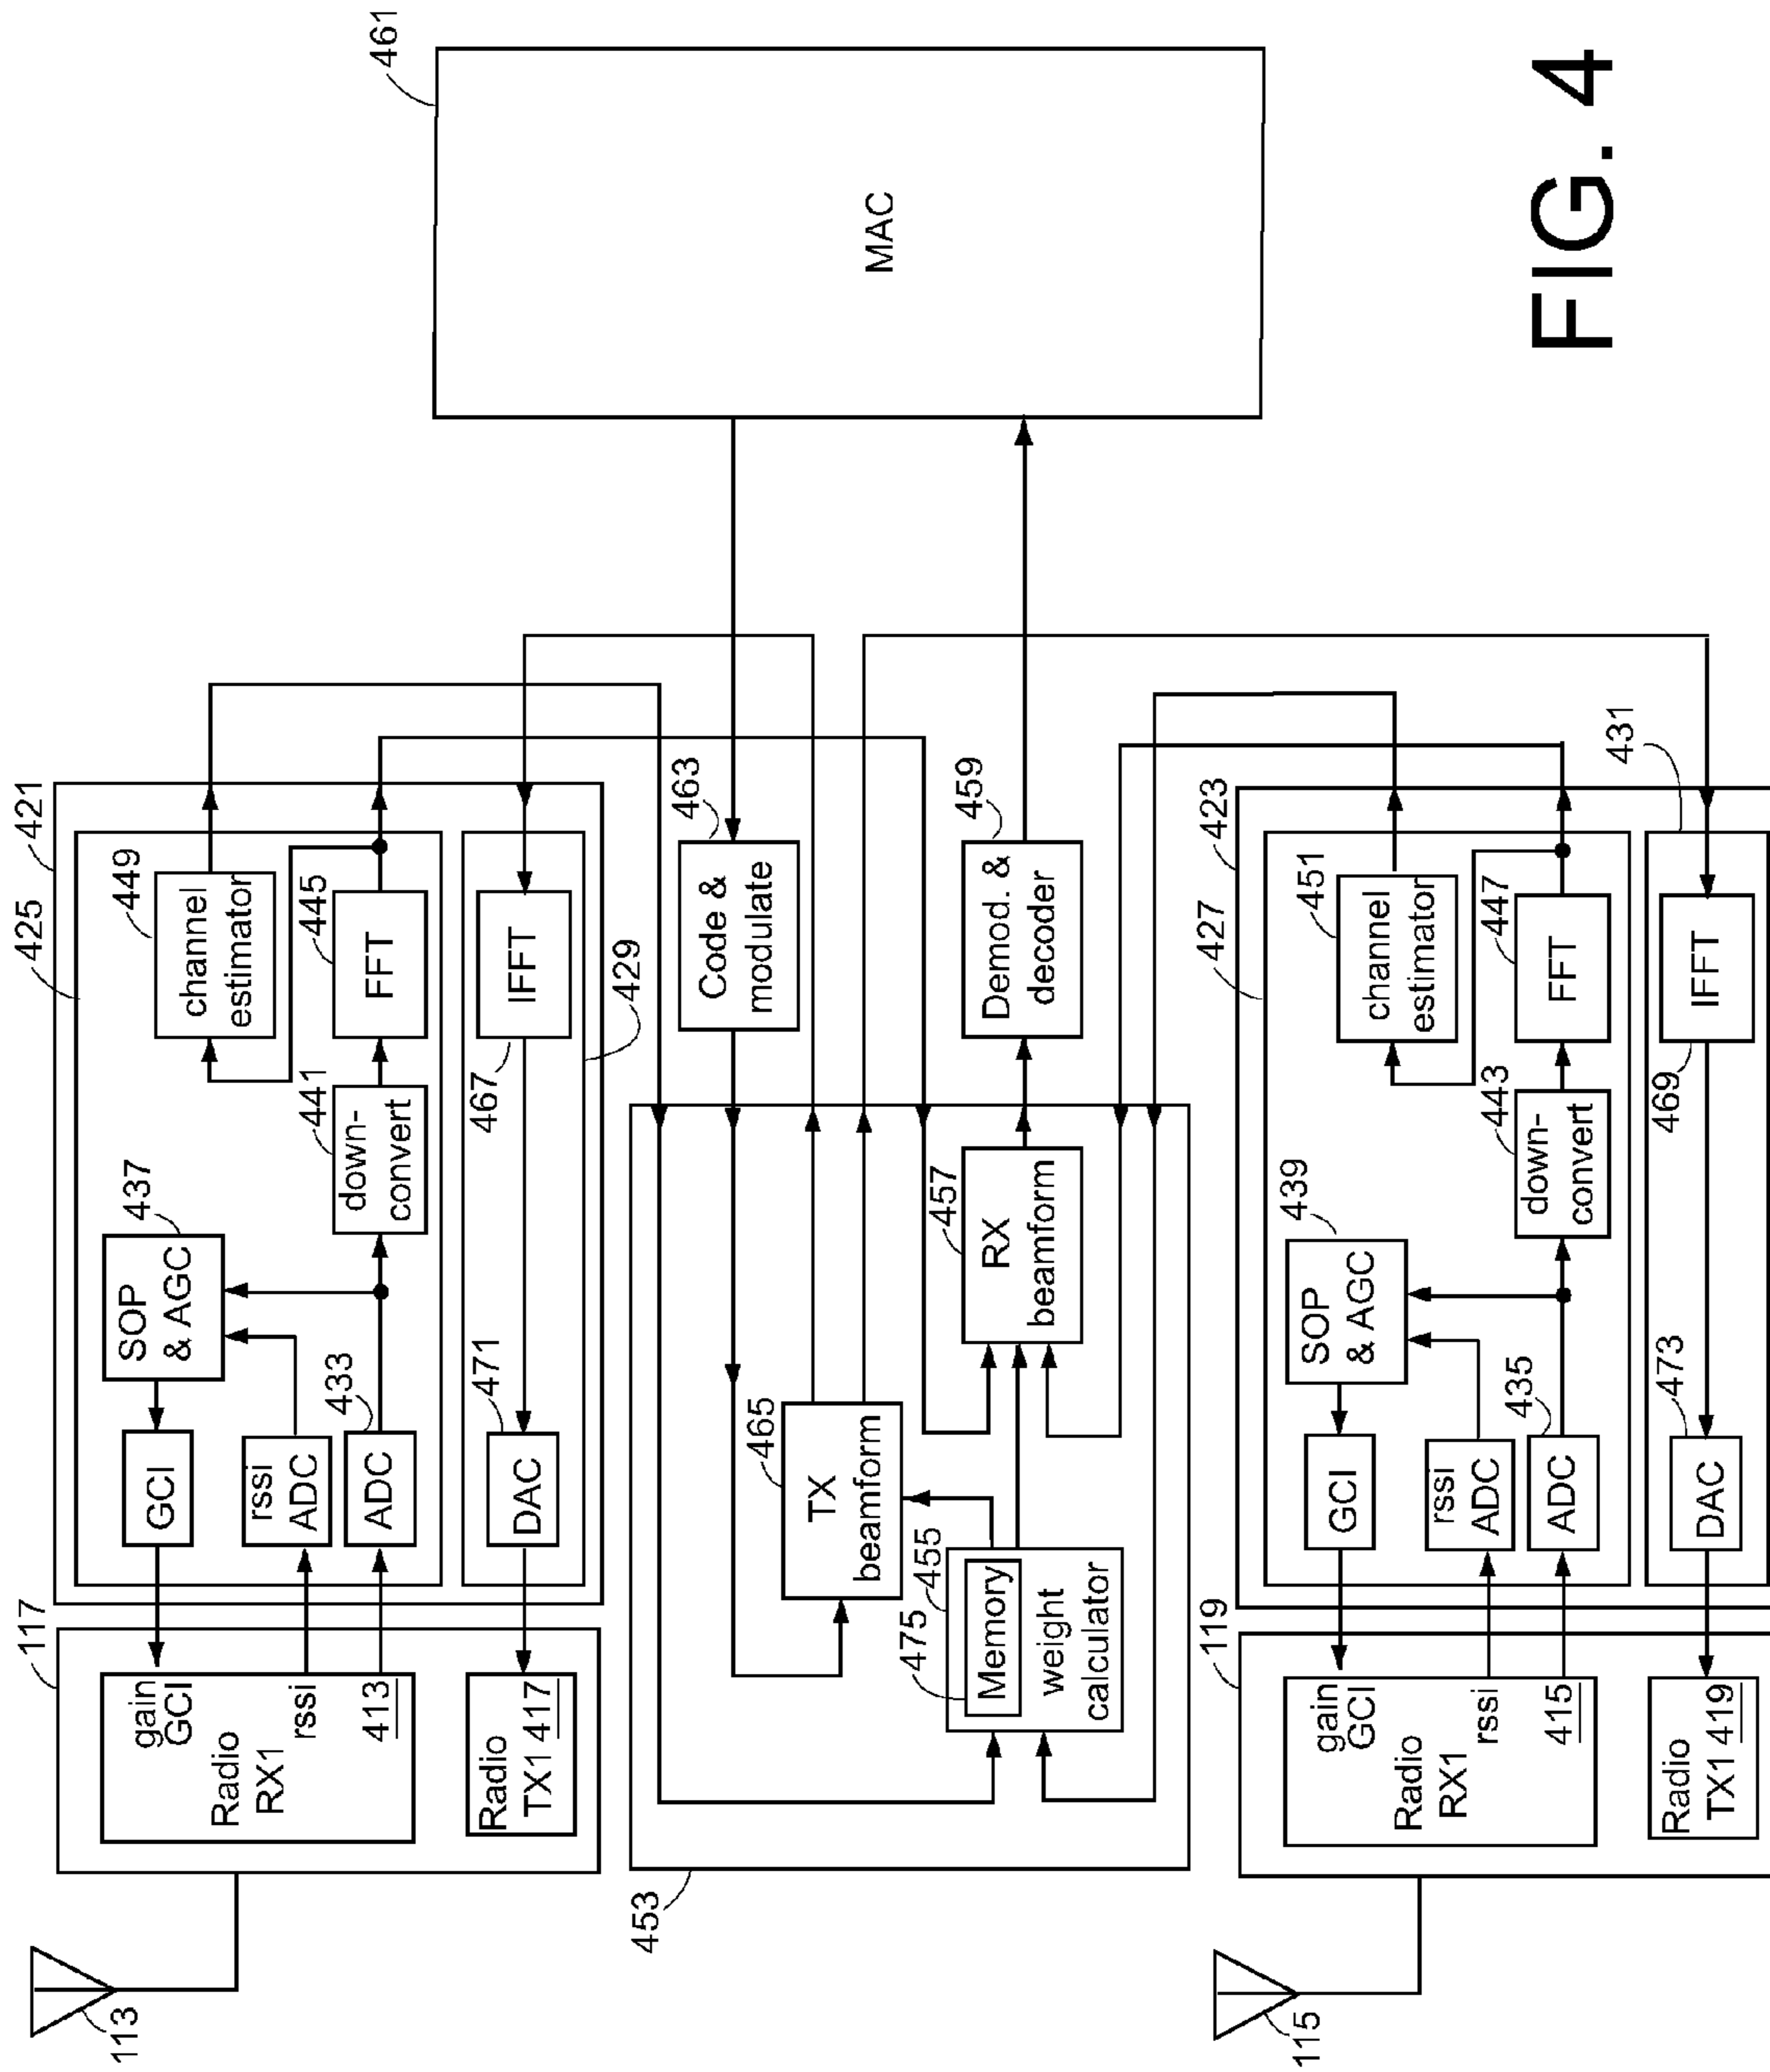 461
MAC
FIG. 4
421
425
449
channel
estimator
445
FFT
441
down-
convert
437
SOP
& AGC
433
GCI
rssi
ADC
ADC
429
IFFT
467
471
DAC
117
gain
GCI
Radio
RX1
rssi
413
Radio
TX1 417
113
463
Code &
modulate
459
Demod. &
decoder
457
RX
beamform
465
TX
beamform
455
475
Memory
weight
calculator
453
431
423
427
451
channel
estimator
447
FFT
443
down-
convert
439
SOP
& AGC
435
GCI
rssi
ADC
ADC
IFFT
469
473
DAC
119
gain
GCI
Radio
RX1
rssi
415
Radio
TX1 419
115